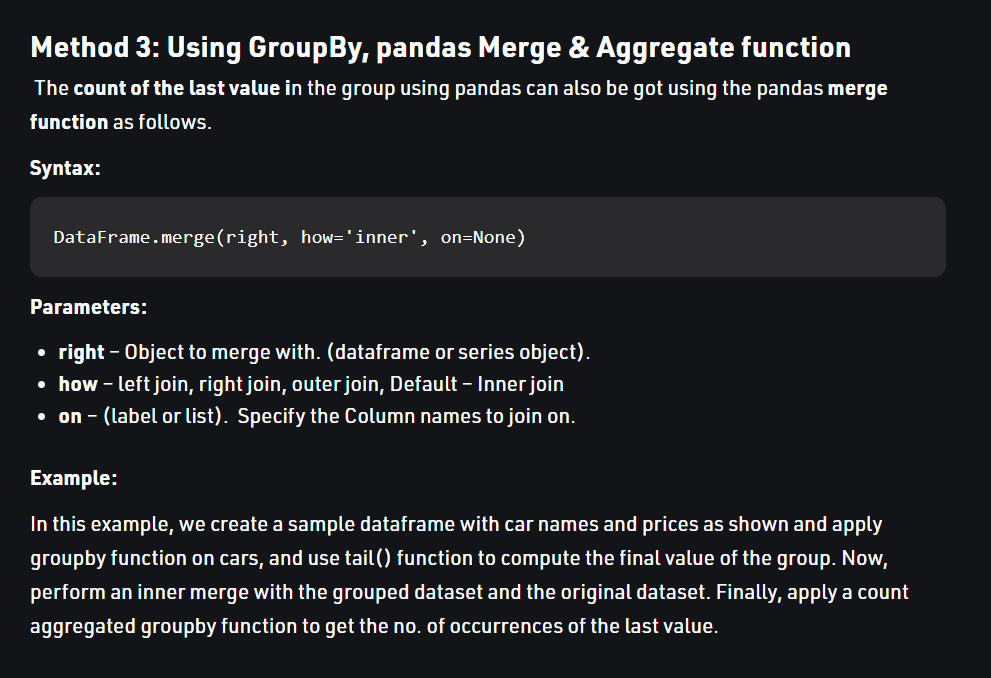 Method 3: Using GroupBy, pandas Merge & Aggregate function
The count of the last value in the group using pandas can also be got using the pandas merge
function as follows.
Syntax:
DataFrame.merge(right, how='inner', on=None)
Parameters:
• right – Object to merge with. (dataframe or series object).
• how – left join, right join, outer join, Default – Inner join
• on – (label or list).  Specify the Column names to join on.
Example:
In this example, we create a sample dataframe with car names and prices as shown and apply
groupby function on cars, and use tail() function to compute the final value of the group. Now,
perform an inner merge with the grouped dataset and the original dataset. Finally, apply a count
aggregated groupby function to get the no. of occurrences of the last value.